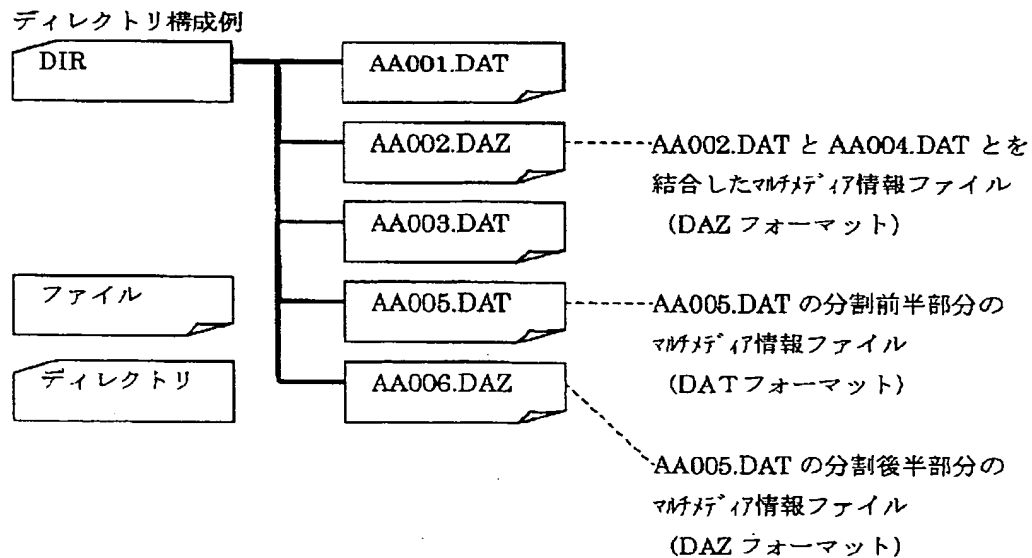 ディレクトリ構成例
DIR
AA001.DAT
AA002.DAZ
AA002.DAT と AA004.DAT とを
結合したﾏﾙﾁﾒﾃﾞｨｱ情報ファイル
(DAZ フォーマット)
AA003.DAT
ファイル
AA005.DAT
AA005.DAT の分割前半部分の
ﾏﾙﾁﾒﾃﾞｨｱ情報ファイル
(DATフォーマット)
ディレクトリ
AA006.DAZ
AA005.DAT の分割後半部分の
ﾏﾙﾁﾒﾃﾞｨｱ情報ファイル
(DAZ フォーマット)